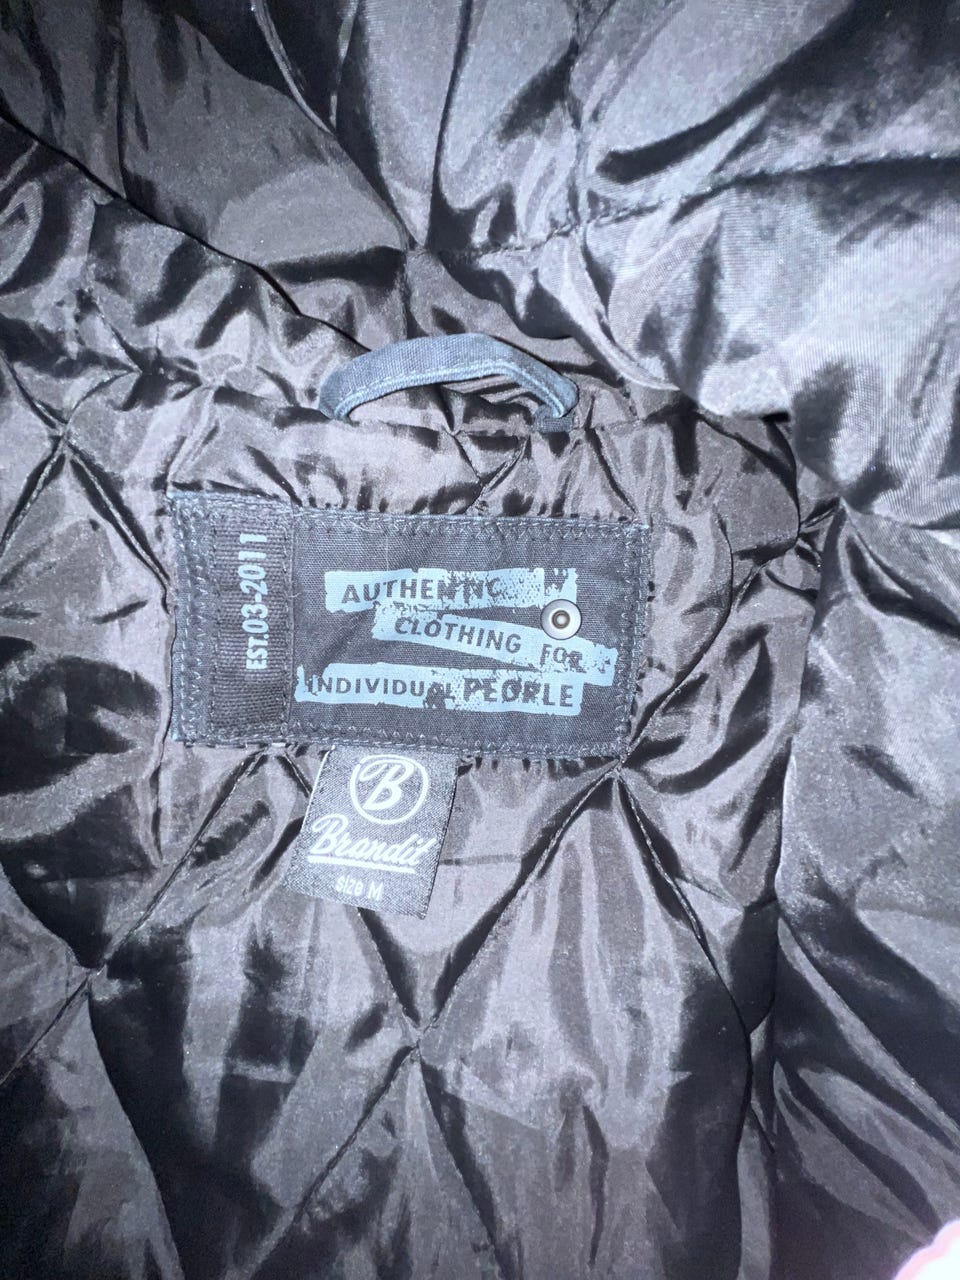 EST.03-2011
AUTHENTIC
CLOTHING FOR
INDIVIDUAL PEOPLE
B
Brandit
SIZE M